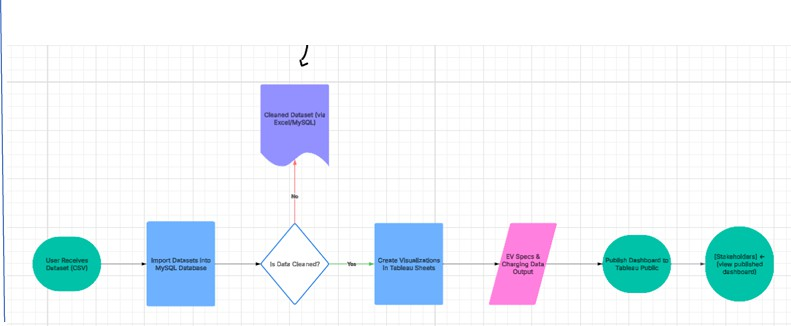 Cleaned Dataset (via
Excel/MySQL)
No
User Receives
Dataset (CSV)
Import Datasets Into
MySQL Database
Is Data Cleaned?
Yes
Create Visualizations
in Tableau Sheets
EV Specs &
Charging Data
Output
Publish Dashboard to
Tableau Public
[Stakeholders] ←
(view published
dashboard)